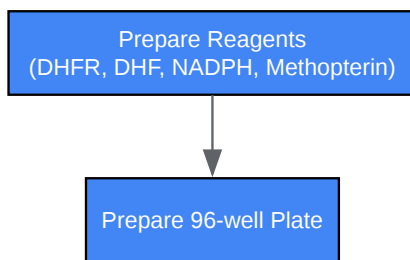 Prepare Reagents
(DHFR, DHF, NADPH, Methopterin)
Prepare 96-well Plate